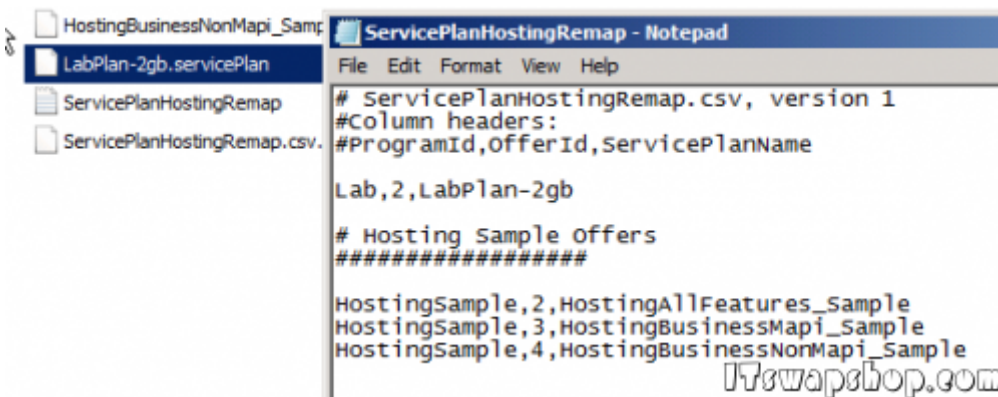 HostingBusinessNonMapi_Samp
LabPlan-2gb.servicePlan
ServicePlanHostingRemap
ServicePlanHostingRemap.csv.
ServicePlanHostingRemap - Notepad
File Edit Format View Help
# ServicePlanHostingRemap.csv, version 1
#Column headers:
#ProgramId,OfferId,ServicePlanName
Lab,2,LabPlan-2gb
# Hosting Sample Offers
##################
HostingSample,2,HostingAllFeatures_Sample
HostingSample,3,HostingBusinessMapi_Sample
HostingSample,4,HostingBusinessNonMapi_Sample
ITswapshop.com